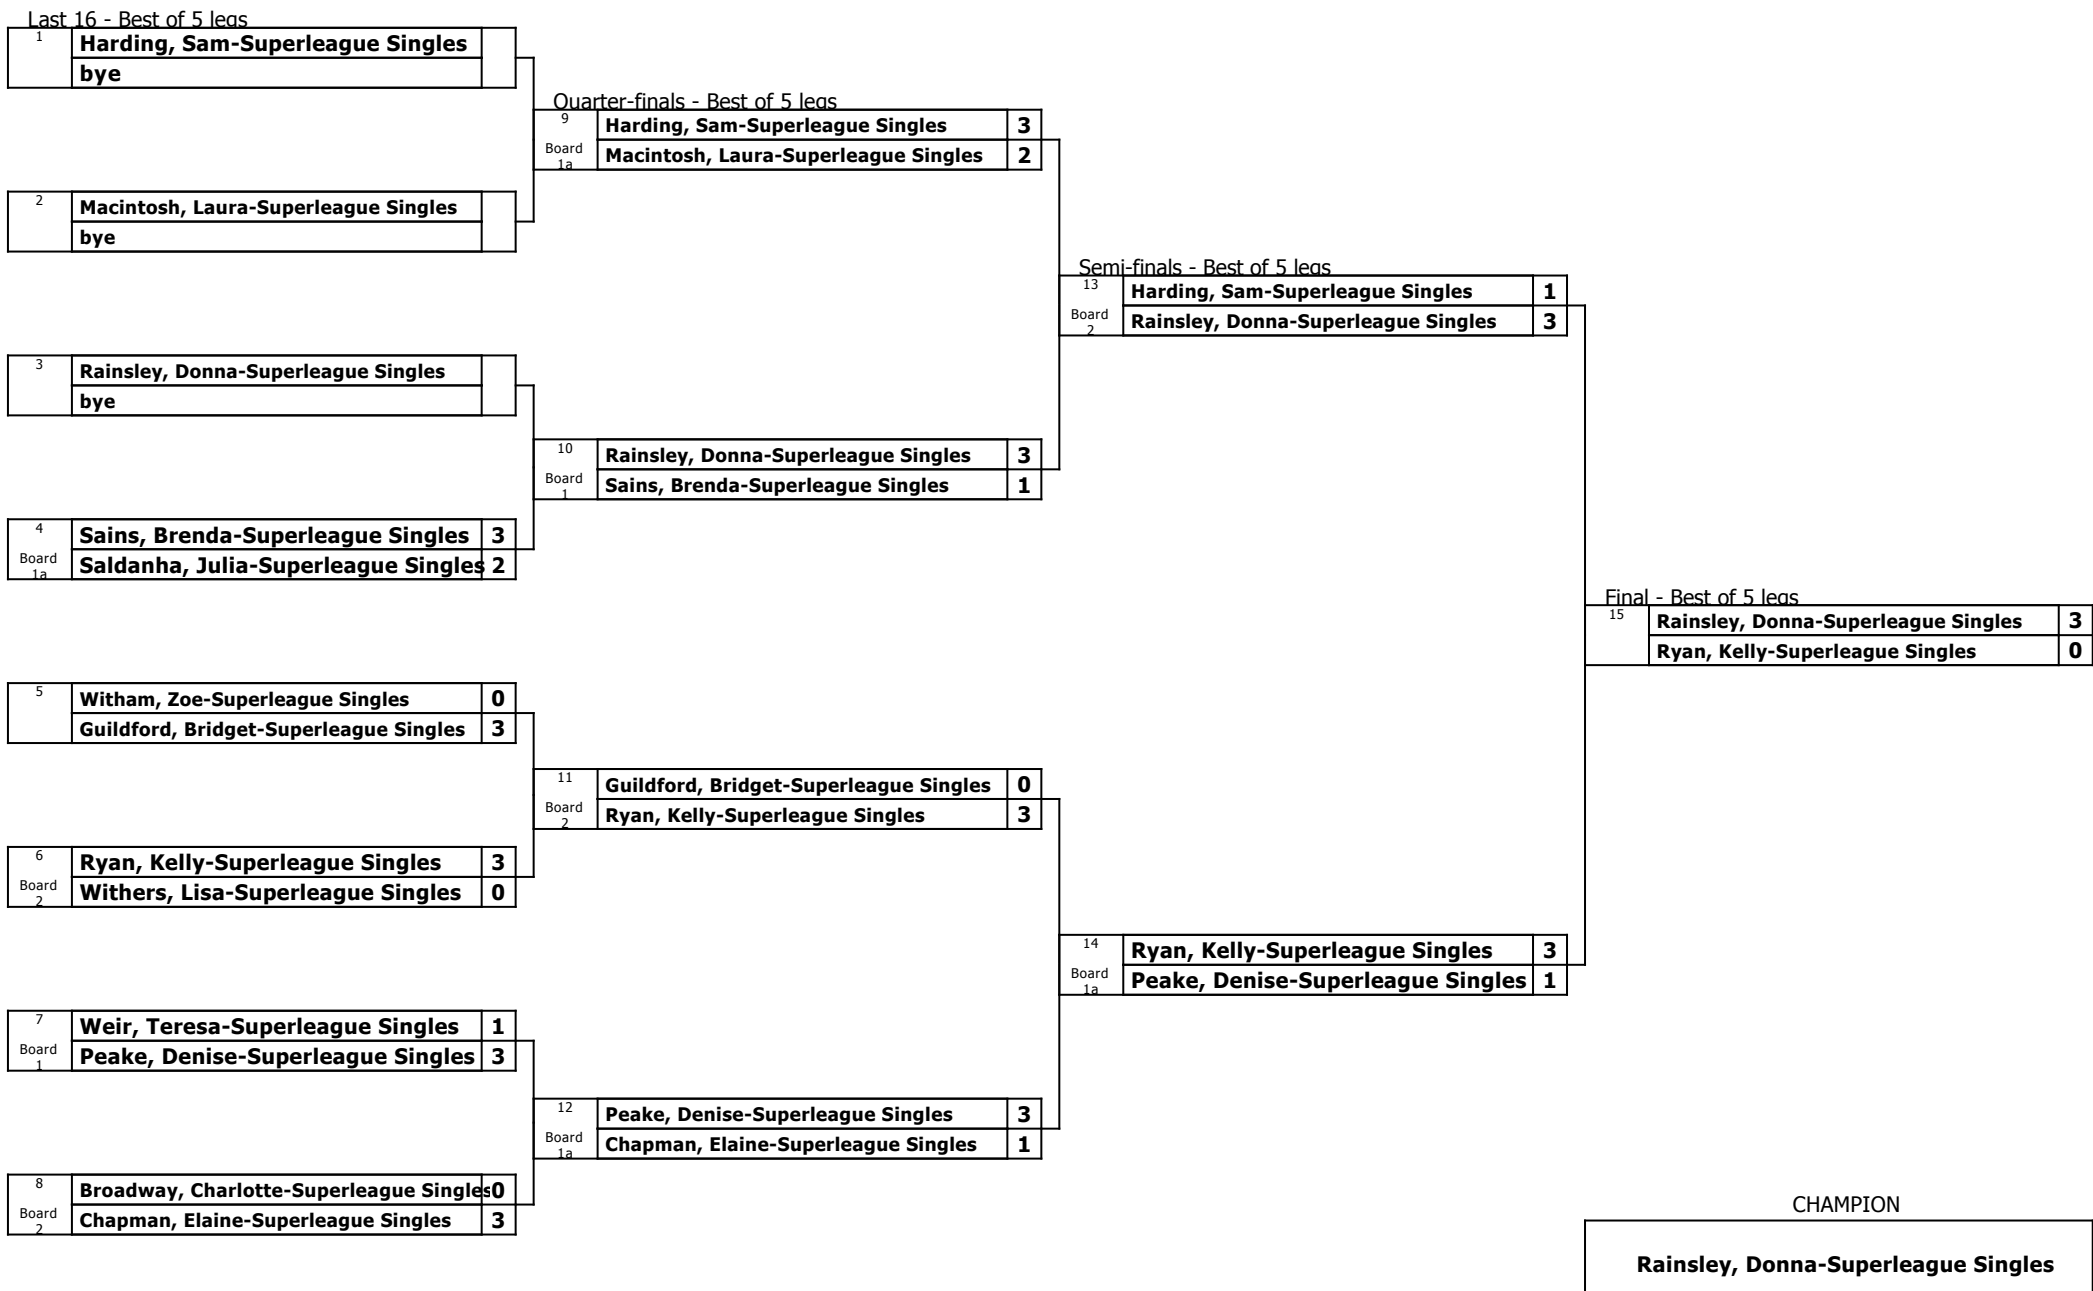 Last 16 - Best of 5 legs
1
Harding, Sam-Superleague Singles
bye
2
Macintosh, Laura-Superleague Singles
bye
3
Rainsley, Donna-Superleague Singles
bye
4
Board
1a
Sains, Brenda-Superleague Singles 3
Saldanha, Julia-Superleague Singles 2
5
Witham, Zoe-Superleague Singles 0
Guildford, Bridget-Superleague Singles 3
6
Board
2
Ryan, Kelly-Superleague Singles 3
Withers, Lisa-Superleague Singles 0
7
Board
1
Weir, Teresa-Superleague Singles 1
Peake, Denise-Superleague Singles 3
8
Board
2
Broadway, Charlotte-Superleague Singles 0
Chapman, Elaine-Superleague Singles 3
Quarter-finals - Best of 5 legs
9
Board
1a
Harding, Sam-Superleague Singles 3
Macintosh, Laura-Superleague Singles 2
10
Board
1
Rainsley, Donna-Superleague Singles 3
Sains, Brenda-Superleague Singles 1
11
Board
2
Guildford, Bridget-Superleague Singles 0
Ryan, Kelly-Superleague Singles 3
12
Board
1a
Peake, Denise-Superleague Singles 3
Chapman, Elaine-Superleague Singles 1
Semi-finals - Best of 5 legs
13
Board
2
Harding, Sam-Superleague Singles 1
Rainsley, Donna-Superleague Singles 3
14
Board
1a
Ryan, Kelly-Superleague Singles 3
Peake, Denise-Superleague Singles 1
Final - Best of 5 legs
15
Rainsley, Donna-Superleague Singles 3
Ryan, Kelly-Superleague Singles 0
CHAMPION
Rainsley, Donna-Superleague Singles